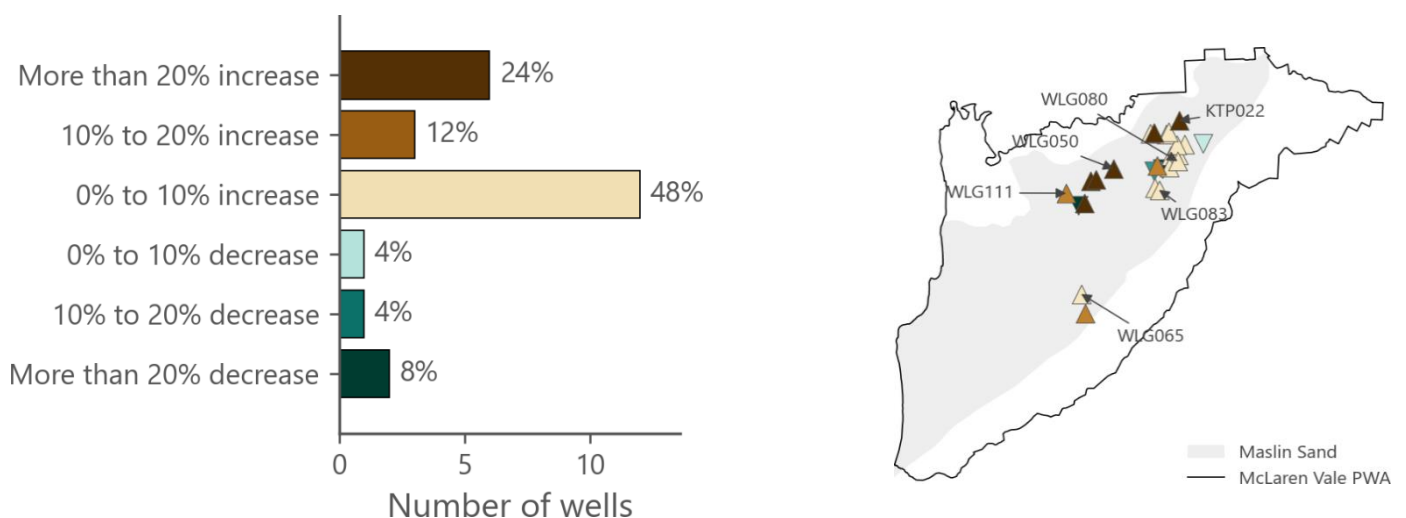 More than 20% increase
24%
10% to 20% increase
12%
0% to 10% increase
48%
0% to 10% decrease
4%
10% to 20% decrease
4%
More than 20% decrease
8%
0
5
10
Number of wells
WLG080
KTP022
WLG050
WLG111
WLG083
WLG065
Maslin Sand
McLaren Vale PWA